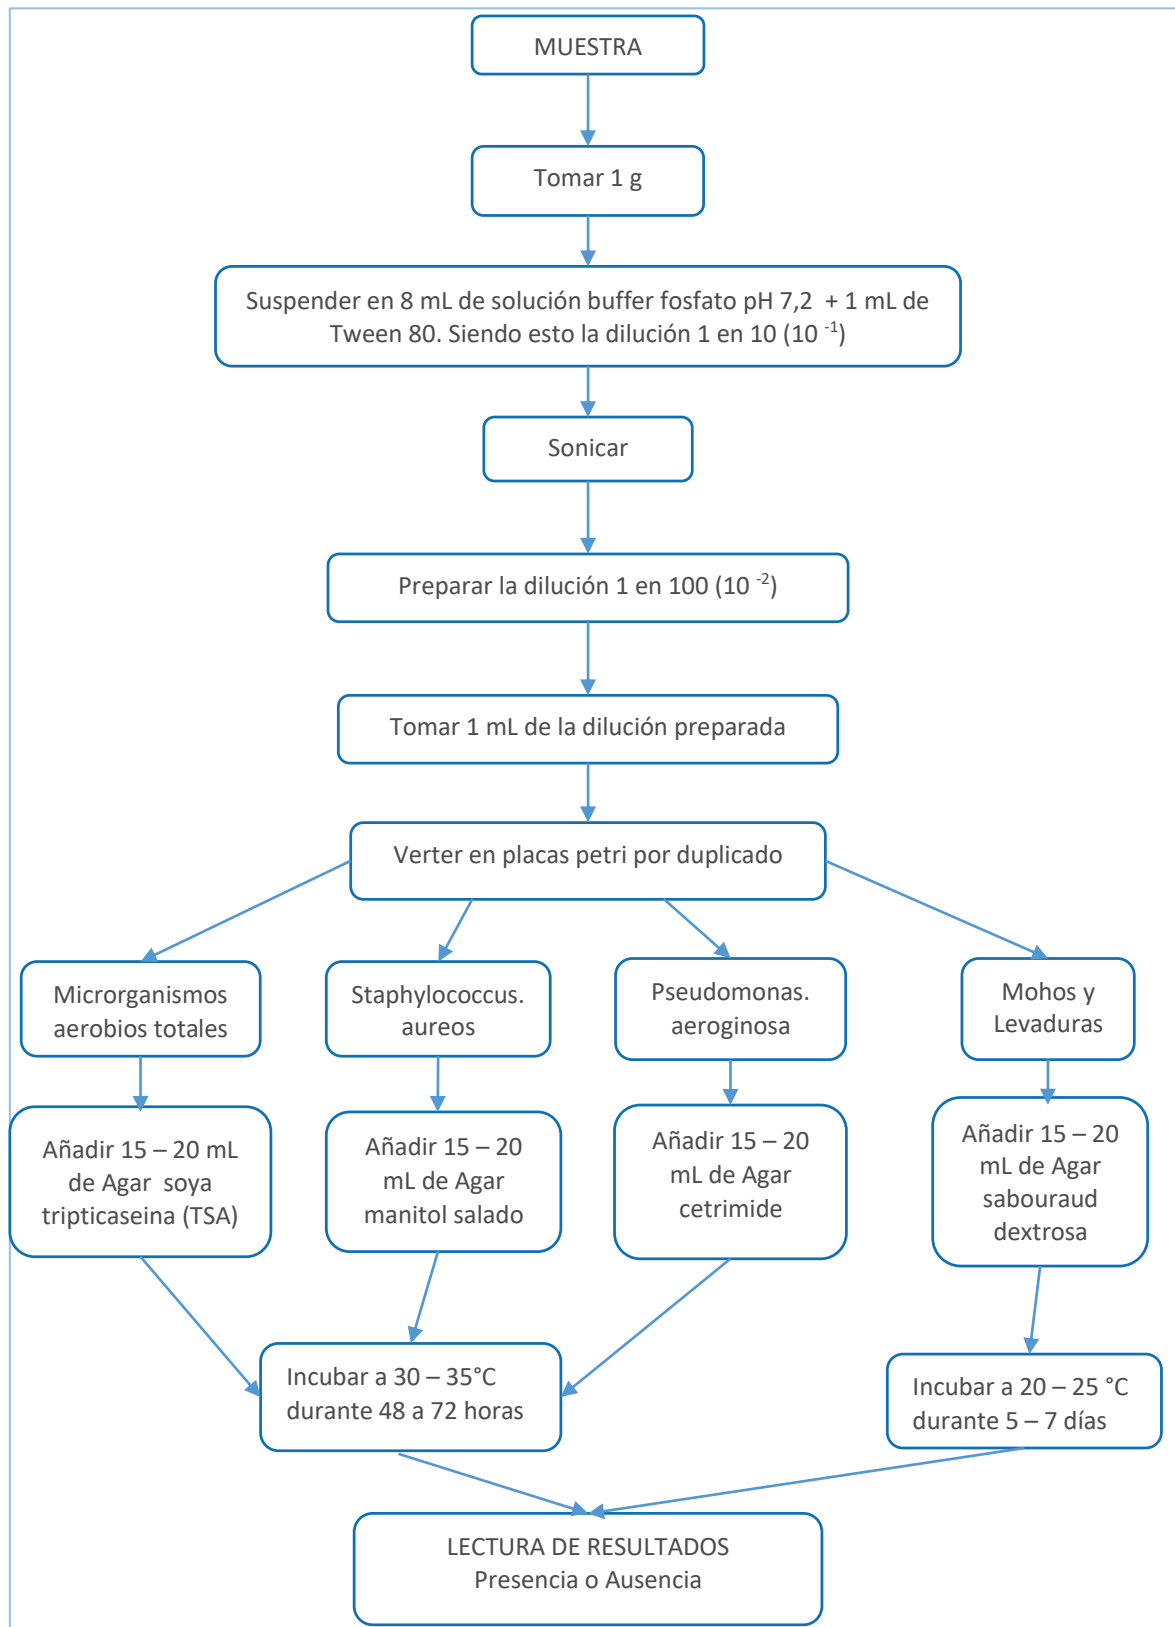 MUESTRA
Tomar 1 g
Suspender en 8 mL de solución buffer fosfato pH 7,2 + 1 mL de
Tween 80. Siendo esto la dilución 1 en 10 (10 ⁻¹)
Sonicar
Preparar la dilución 1 en 100 (10 ⁻²)
Tomar 1 mL de la dilución preparada
Verter en placas petri por duplicado
Microrganismos
aerobios totales
Staphylococcus.
aureos
Pseudomonas.
aeroginosa
Mohos y
Levaduras
Añadir 15 – 20 mL
de Agar soya
tripticaseina (TSA)
Añadir 15 – 20
mL de Agar
manitol salado
Añadir 15 – 20
mL de Agar
cetrimide
Añadir 15 – 20
mL de Agar
sabouraud
dextrosa
Incubar a 30 – 35°C
durante 48 a 72 horas
Incubar a 20 – 25 °C
durante 5 – 7 días
LECTURA DE RESULTADOS
Presencia o Ausencia